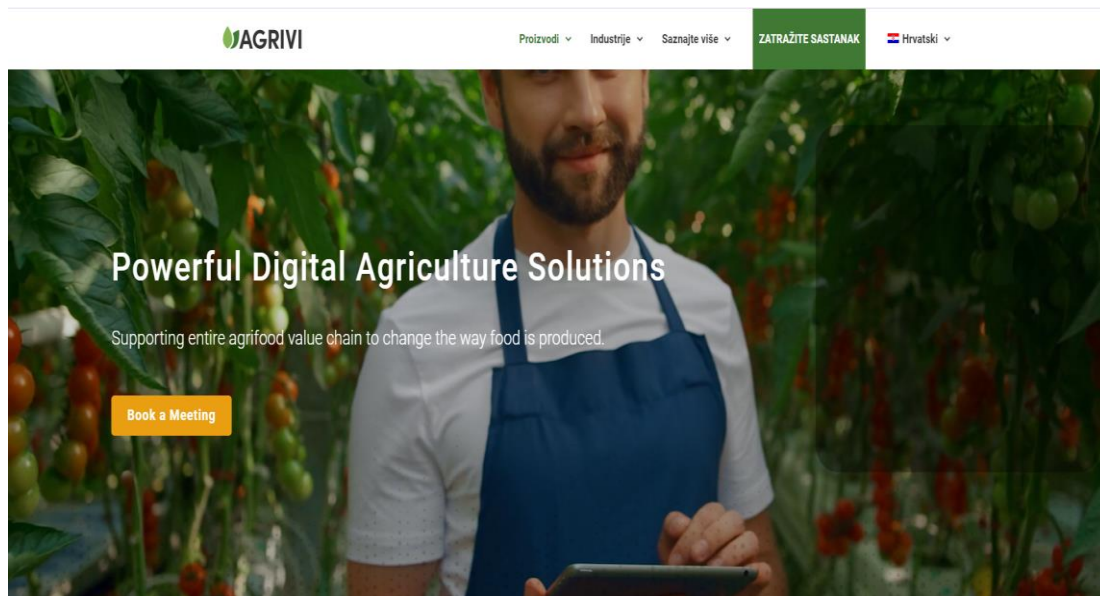 AGRIVI
Proizvodi
Industrije
Saznajte više
ZATRAŽITE SASTANAK
Hrvatski
Powerful Digital Agriculture Solutions
Supporting entire agrifood value chain to change the way food is produced.
Book a Meeting